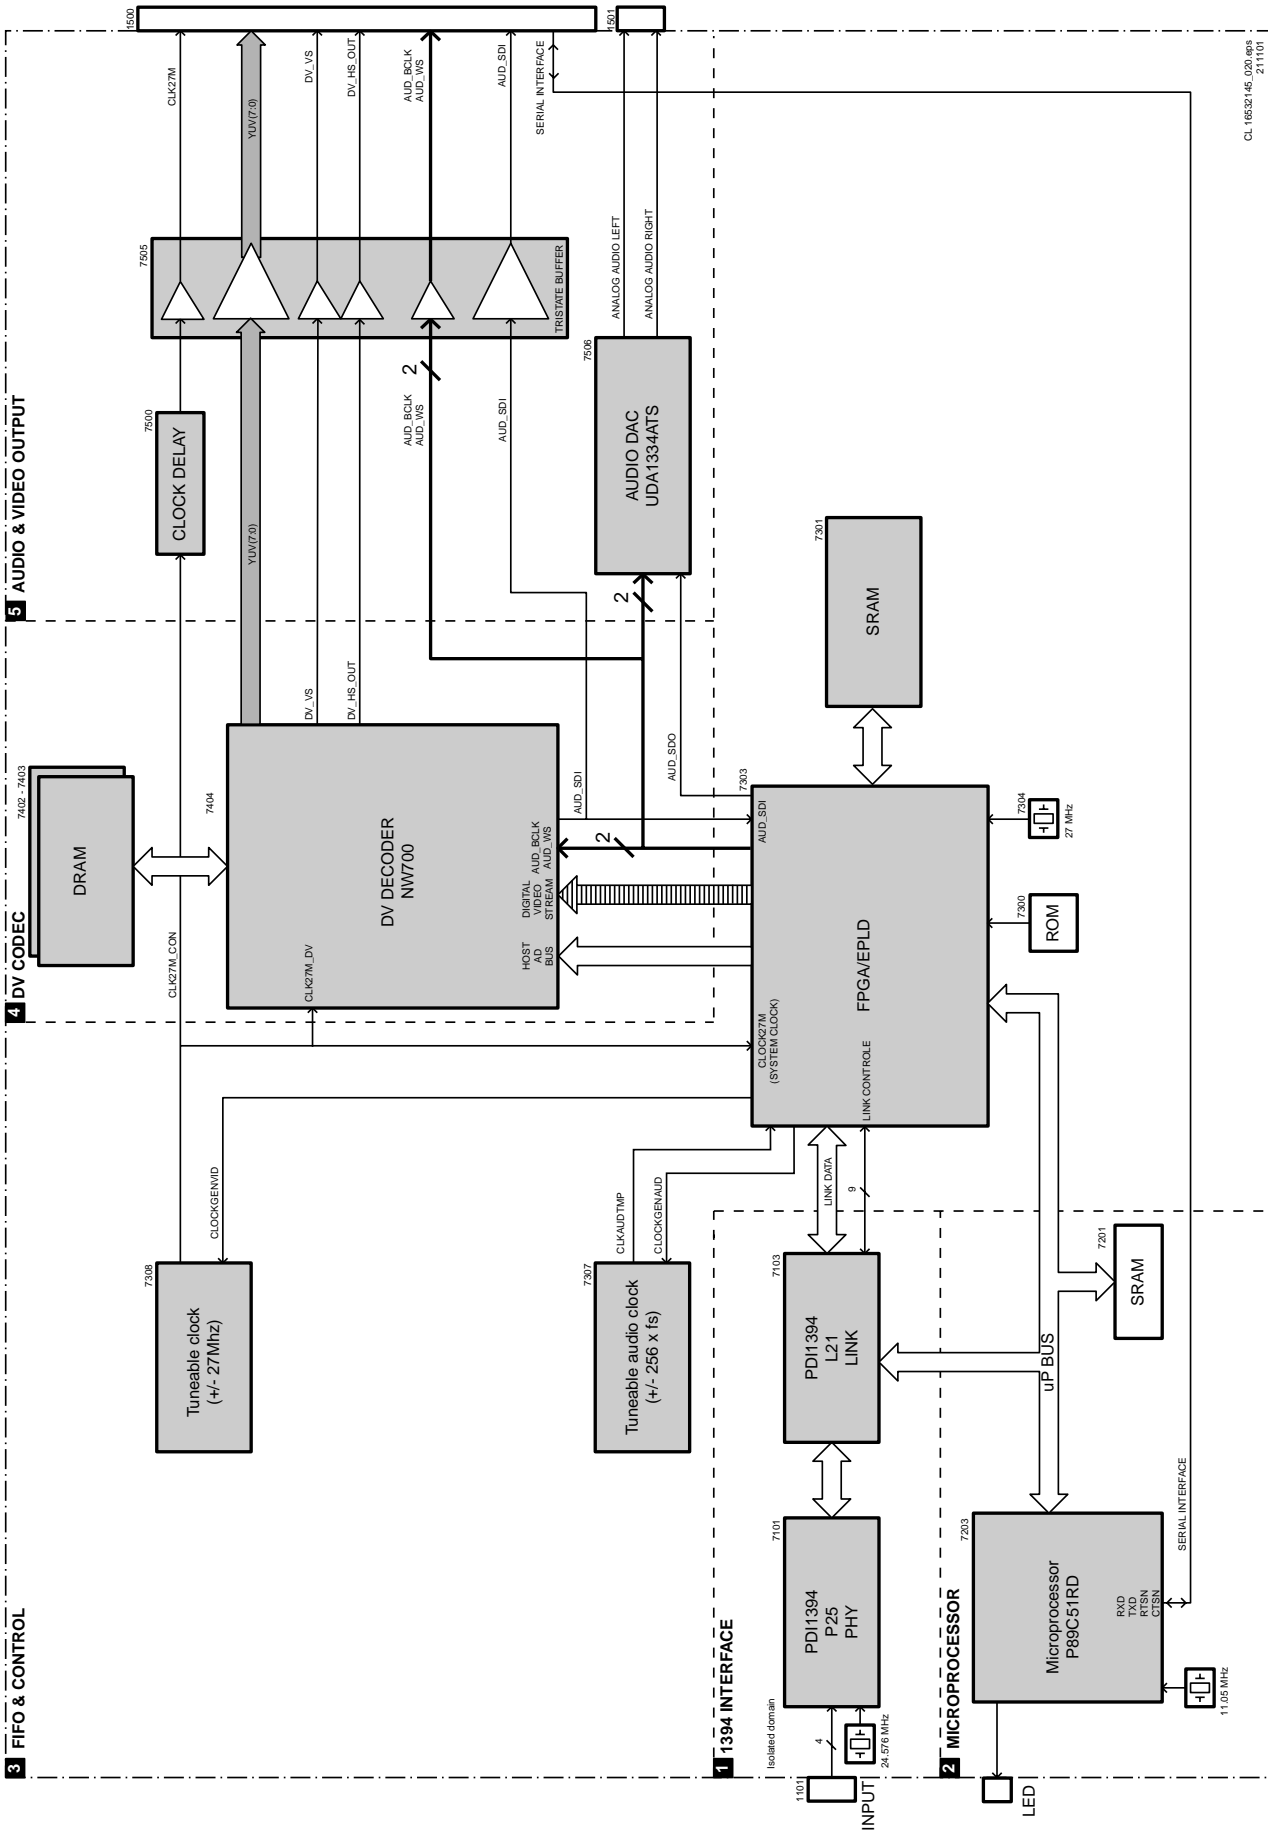 3 FIFO & CONTROL
4 DV CODEC
5 AUDIO & VIDEO OUTPUT
1500
1501
CLK27M
YUV(7:0)
DV_VS
DV_HS_OUT
AUD_BCLK
AUD_WS
AUD_SDI
SERIAL INTERFACE
7505
TRISTATE BUFFER
ANALOG AUDIO LEFT
ANALOG AUDIO RIGHT
7500
CLOCK DELAY
2
AUD_BCLK
AUD_WS
AUD_SDI
7506
AUDIO DAC
UDA1334ATS
2
YUV(7:0)
DV_VS
DV_HS_OUT
7402 - 7403
DRAM
7404
DV DECODER
NW700
CLK27M_CON
CLK27M_DV
HOST
AD
BUS
DIGITAL
VIDEO
STREAM
AUD_BCLK
AUD_WS
2
AUD_SDI
AUD_SDO
7301
SRAM
7303
AUD_SDI
FPGA/EPLD
CLOCK27M
(SYSTEM CLOCK)
LINK CONTROLE
7304
27 MHz
7300
ROM
CLOCKGENVID
7308
Tuneable clock
(+/- 27Mhz)
CLKAUDTMP
CLOCKGENAUD
7307
Tuneable audio clock
(+/- 256 x fs)
LINK DATA
9
7103
PDI1394
L21
LINK
7101
PDI1394
P25
PHY
1 1394 INTERFACE
Isolated domain
4
24.576 MHz
1101
INPUT
2 MICROPROCESSOR
7201
SRAM
uP BUS
7203
Microprocessor
P89C51RD
RXD
TXD
RTSN
CTSN
SERIAL INTERFACE
11.05 MHz
LED
CL 16532145_020.eps
211101